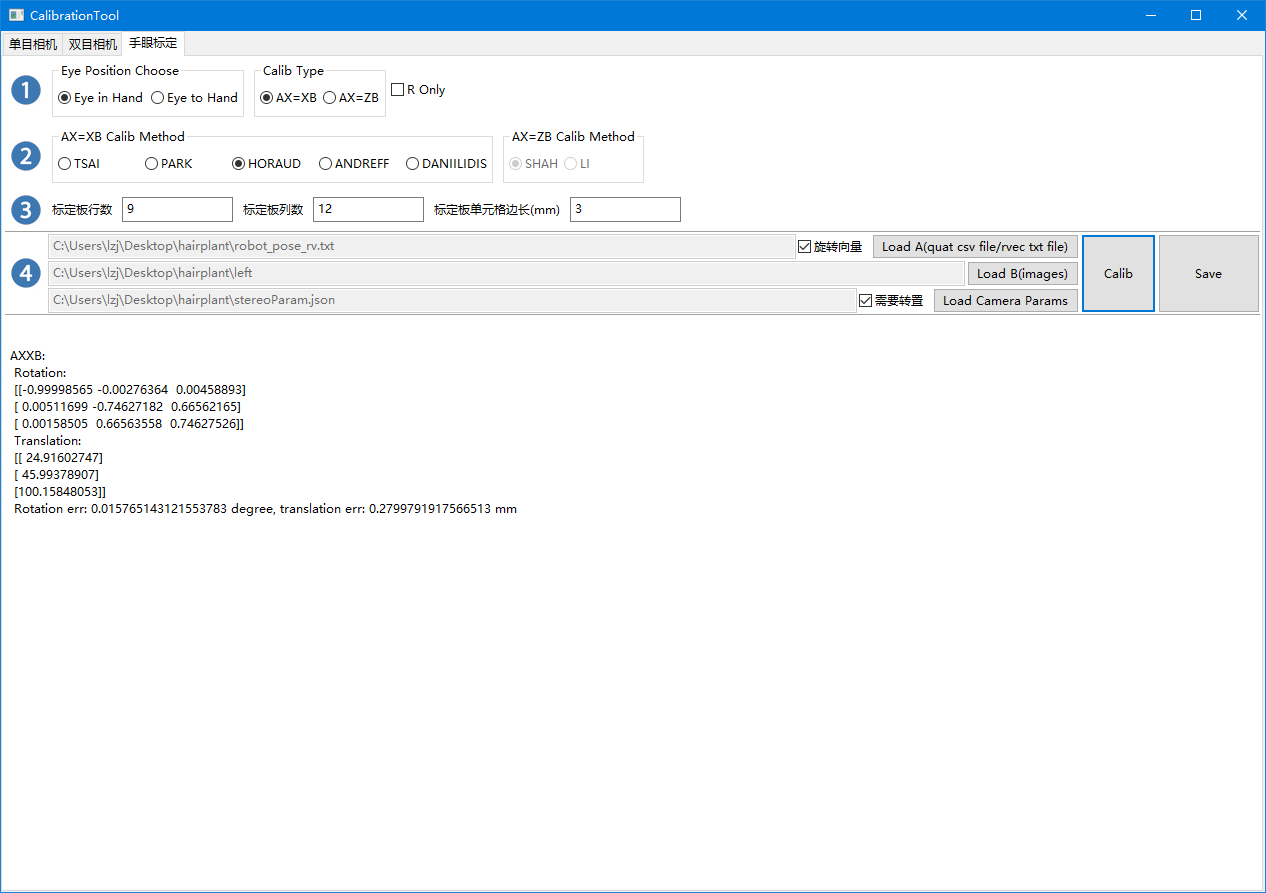 CalibrationTool
单目相机 双目相机 手眼标定
Eye Position Choose Calib Type
1 Eye in Hand Eye to Hand AX=XB AX=ZB R Only
AX=XB Calib Method AX=ZB Calib Method
2 TSAI PARK HORAUD ANDREFF DANIILIDIS SHAH LI
3 标定板行数 9 标定板列数 12 标定板单元格边长(mm) 3
C:\Users\lzj\Desktop\hairplant\robot_pose_rv.txt 旋转向量 Load A(quat csv file/rvec txt file)
4 C:\Users\lzj\Desktop\hairplant\left Load B(images) Calib Save
C:\Users\lzj\Desktop\hairplant\stereoParam.json 需要转置 Load Camera Params
AXXB:
Rotation:
[[-0.99998565 -0.00276364 0.00458893]
[ 0.00511699 -0.74627182 0.66562165]
[ 0.00158505 0.66563558 0.74627526]]
Translation:
[[ 24.91602747]
[ 45.99378907]
[100.15848053]]
Rotation err: 0.015765143121553783 degree, translation err: 0.2799791917566513 mm